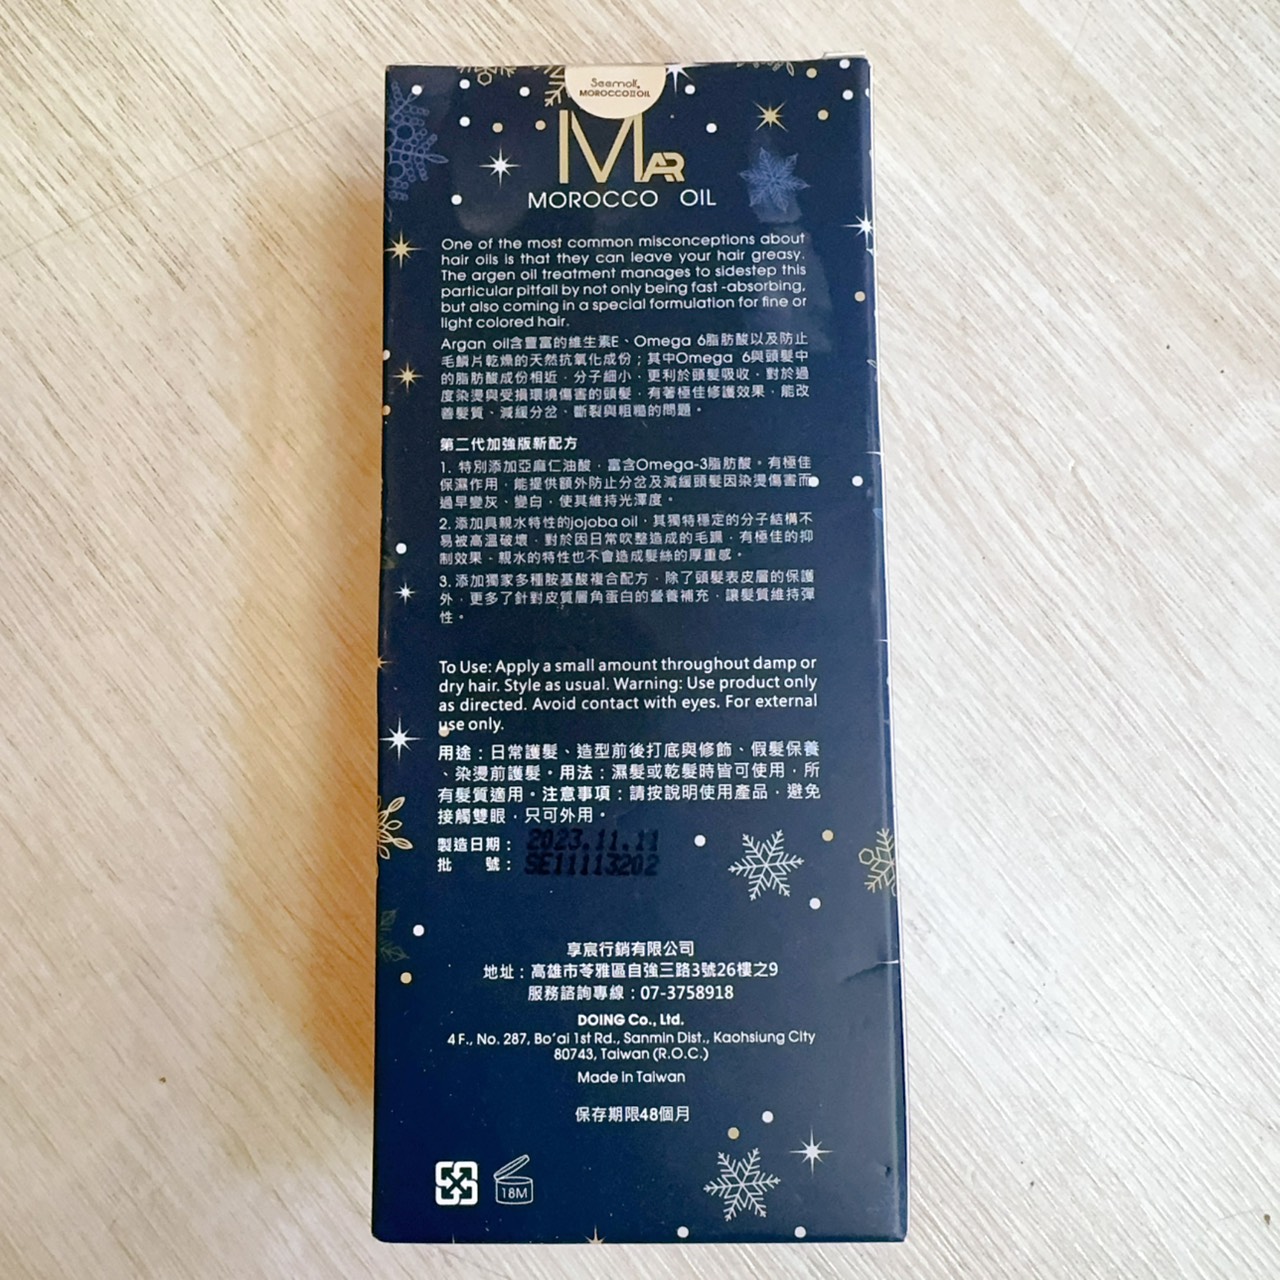 Seemolk
MOROCCO II OIL
MAR
MOROCCO OIL
One of the most common misconceptions about
hair oils is that they can leave your hair greasy.
The argen oil treatment manages to sidestep this
particular pitfall by not only being fast -absorbing,
but also coming in a special formulation for fine or
light colored hair.
Argan oil含豐富的維生素E、Omega 6脂肪酸以及防止
毛鱗片乾燥的天然抗氧化成份；其中Omega 6與頭髮中
的脂肪酸成份相近，分子細小，更利於頭髮吸收，對於過
度染燙與受損環境傷害的頭髮，有著極佳修護效果，能改
善髮質、減緩分岔、斷裂與粗糙的問題。
第二代加強版新配方
1. 特別添加亞麻仁油酸，富含Omega-3脂肪酸。有極佳
保濕作用，能提供額外防止分岔及減緩頭髮因染燙傷害而
過早變灰、變白，使其維持光澤度。
2. 添加具親水特性的jojoba oil，其獨特穩定的分子結構不
易被高溫破壞，對於因日常吹整造成的毛躁，有極佳的抑
制效果，親水的特性也不會造成髮絲的厚重感。
3. 添加獨家多種胺基酸複合配方，除了頭髮表皮層的保護
外，更多了針對皮質層角蛋白的營養補充，讓髮質維持彈
性。
To Use: Apply a small amount throughout damp or
dry hair. Style as usual. Warning: Use product only
as directed. Avoid contact with eyes. For external
use only.
用途：日常護髮、造型前後打底與修飾、假髮保養
、染燙前護髮。用法：濕髮或乾髮時皆可使用，所
有髮質適用。注意事項：請按說明使用產品，避免
接觸雙眼，只可外用。
製造日期： 2023.11.11
批 號： SE11113202
享宸行銷有限公司
地址：高雄市苓雅區自強三路3號26樓之9
服務諮詢專線：07-3758918
DOING Co., Ltd.
4 F., No. 287, Bo'ai 1st Rd., Sanmin Dist., Kaohsiung City
80743, Taiwan (R.O.C.)
Made in Taiwan
保存期限48個月
18M